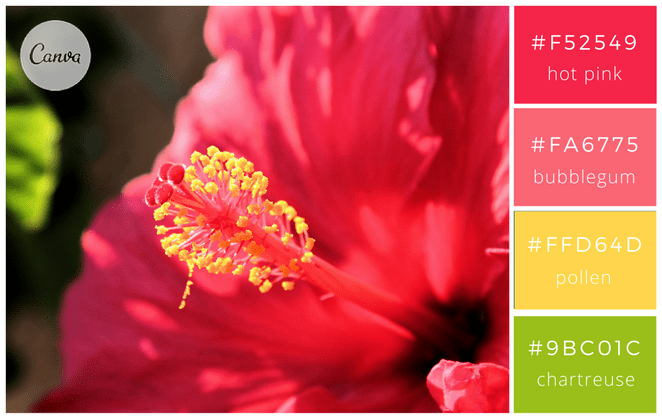 Canva
#F52549
hot pink
#FA6775
bubblegum
#FFD64D
pollen
#9BC01C
chartreuse